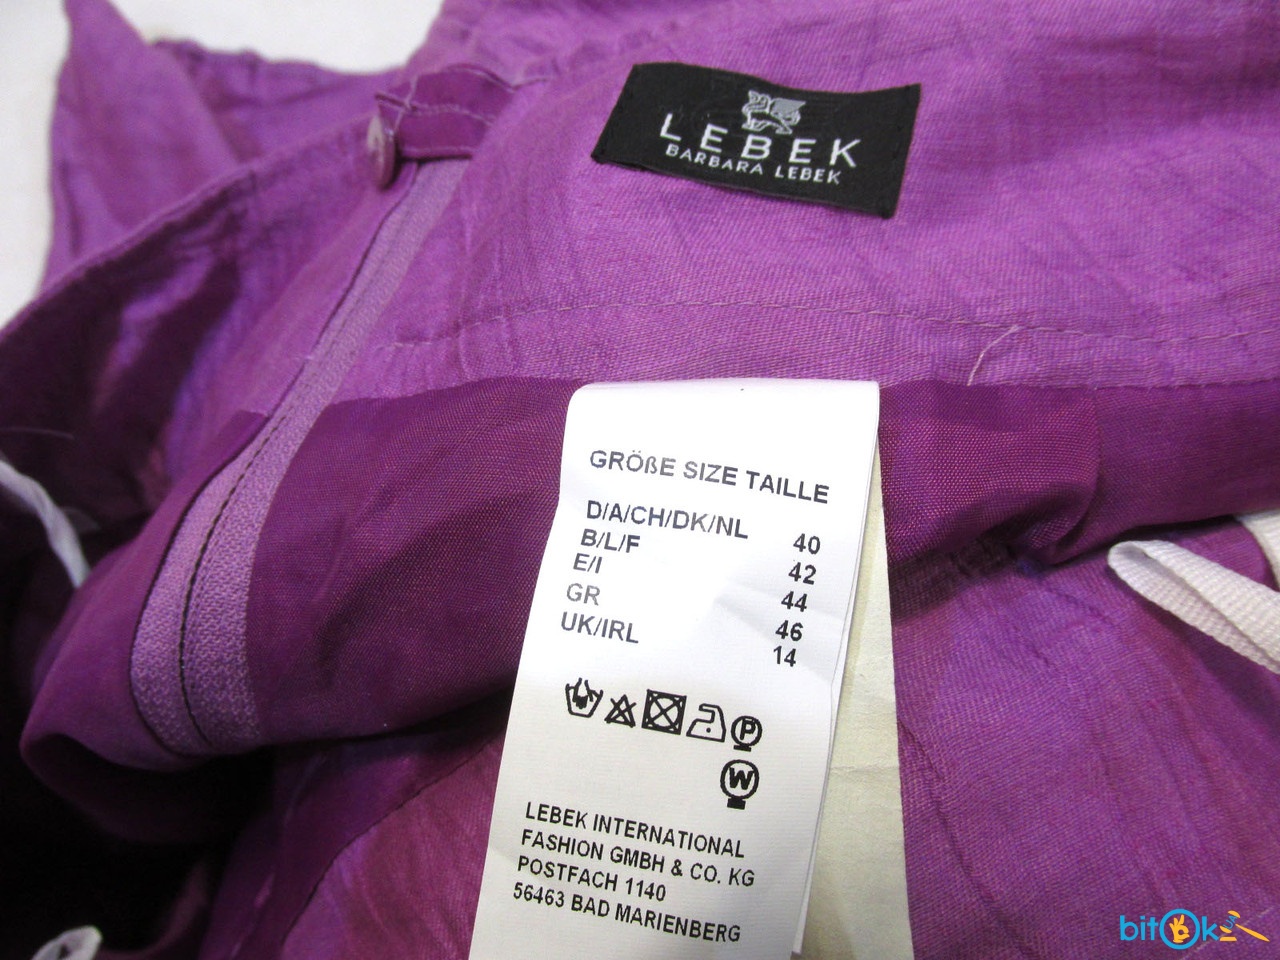 LEBEK
BARBARA LEBEK
GRÖßE SIZE TAILLE
D/A/CH/DK/NL 40
B/L/F 42
E/I 44
GR 46
UK/IRL 14
P
W
LEBEK INTERNATIONAL
FASHION GMBH & CO. KG
POSTFACH 1140
56463 BAD MARIENBERG
bitOk